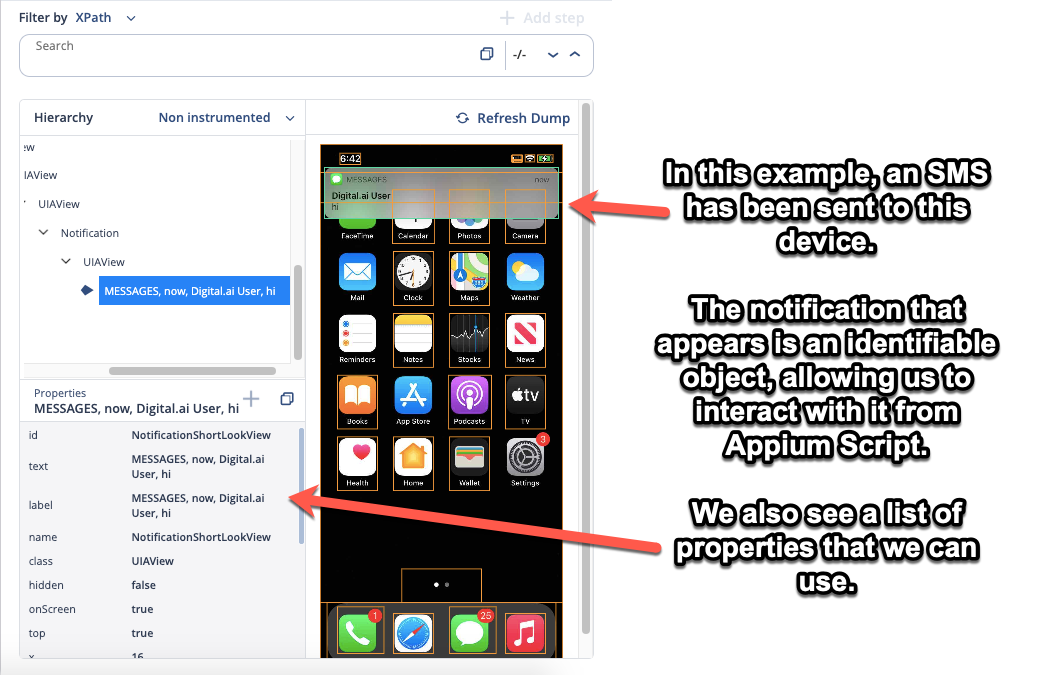 Filter by XPath
Add step
Search
-/-
Hierarchy
Non instrumented
Refresh Dump
ew
IAView
UIAView
Notification
UIAView
MESSAGES, now, Digital.ai User, hi
Properties
MESSAGES, now, Digital.ai User, hi
id NotificationShortLookView
text MESSAGES, now, Digital.ai
User, hi
label MESSAGES, now, Digital.ai
User, hi
name NotificationShortLookView
class UIAView
hidden false
onScreen true
top true
x 16
6:42
MESSAGES now
Digital.ai User
hi
FaceTime Calendar Photos Camera
Mail Clock Maps Weather
Reminders Notes Stocks News
tv
Books App Store Podcasts TV
3
Health Home Wallet Settings
1 25
In this example, an SMS
has been sent to this
device.
The notification that
appears is an identifiable
object, allowing us to
interact with it from
Appium Script.
We also see a list of
properties that we can
use.